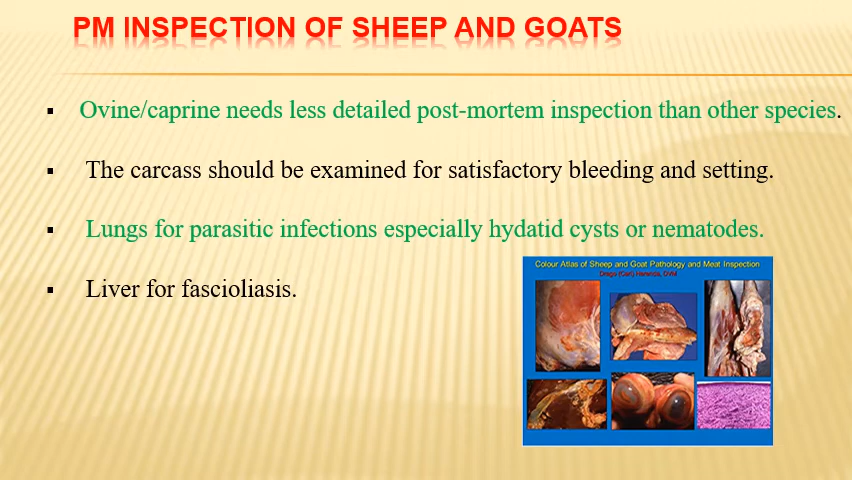 PM INSPECTION OF SHEEP AND GOATS
▪ Ovine/caprine needs less detailed post-mortem inspection than other species.
▪ The carcass should be examined for satisfactory bleeding and setting.
▪ Lungs for parasitic infections especially hydatid cysts or nematodes.
▪ Liver for fascioliasis.
Colour Atlas of Sheep and Goat Pathology and Meat Inspection
DVM